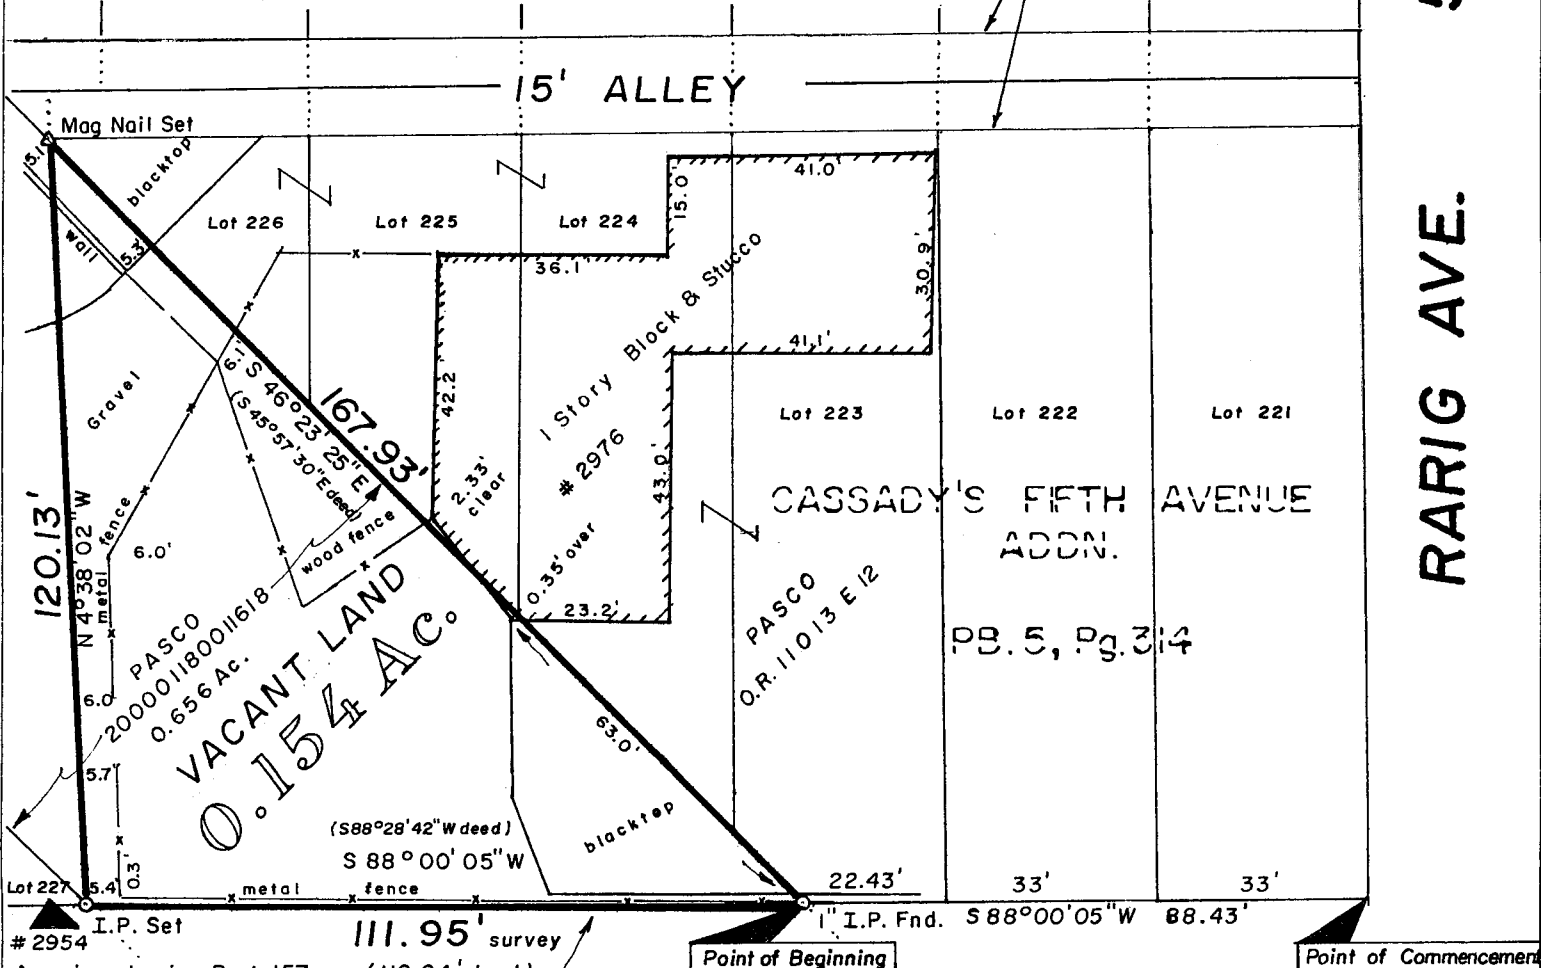 15' ALLEY
Mag Nail Set
15.1'
blacktop
wall
5.3'
Lot 226
Lot 225
Lot 224
41.0'
15.0'
36.1'
30.9'
41.1'
42.2'
43.0'
1 Story Block & Stucco
# 2976
2.33' clear
0.35' over
23.2'
Gravel
6.1'
S 46°23'25"E
(S 45°57'30"E deed)
167.93'
wood fence
Lot 223
Lot 222
Lot 221
CASSADY'S FIFTH AVENUE
ADDN.
PB. 5, Pg. 314
PASCO
O.R. 11013 E 12
RARIG AVE.
120.13'
N 4°38'02"W
metal fence
6.0'
6.0'
5.7'
PASCO
200001180011618
0.656 Ac.
VACANT LAND
0.154 Ac.
63.0'
blacktop
(S88°28'42"W deed)
S 88°00'05"W
0.3'
Lot 227
5.4'
metal fence
22.43'
33'
33'
# 2954
I.P. Set
111.95' survey
1" I.P. Fnd.
S 88°00'05"W 88.43'
Point of Beginning
Point of Commencement